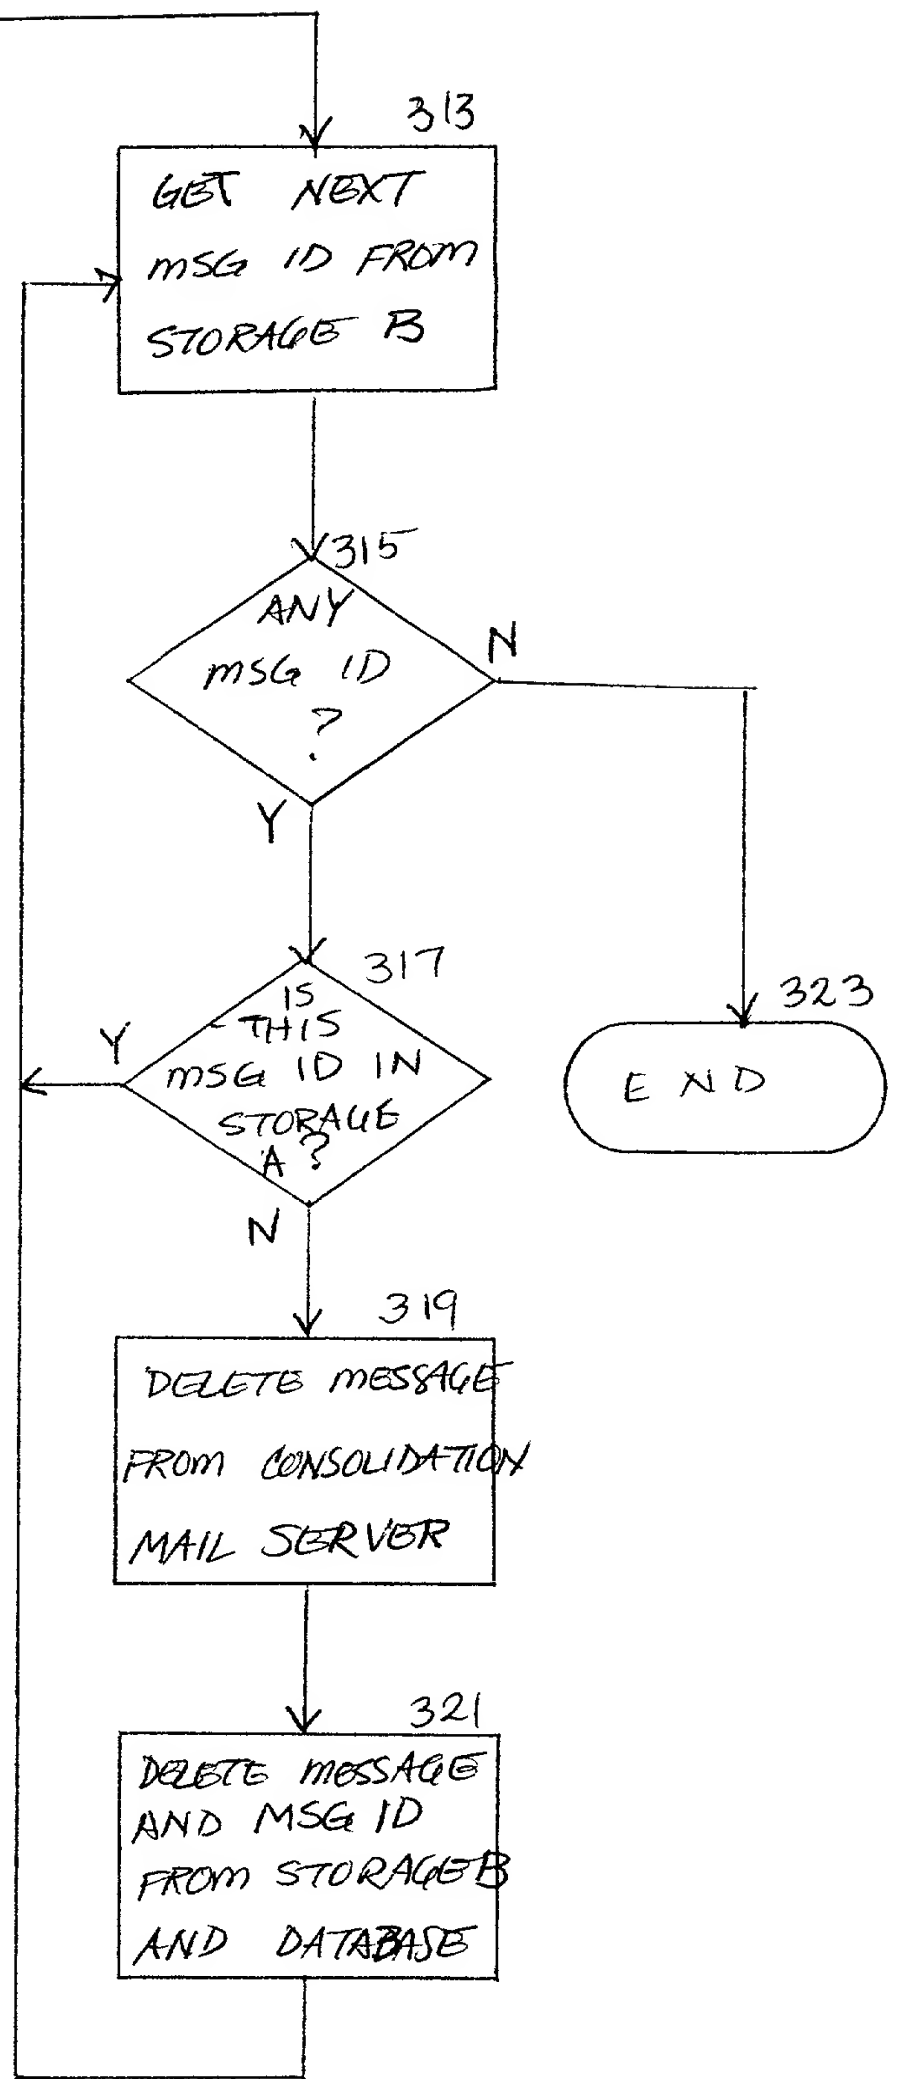 313
GET NEXT
MSG ID FROM
STORAGE B
315
ANY
MSG ID
?
N
Y
317
IS
THIS
MSG ID IN
STORAGE
A?
Y
N
323
END
319
DELETE MESSAGE
FROM CONSOLIDATION
MAIL SERVER
321
DELETE MESSAGE
AND MSG ID
FROM STORAGE B
AND DATABASE